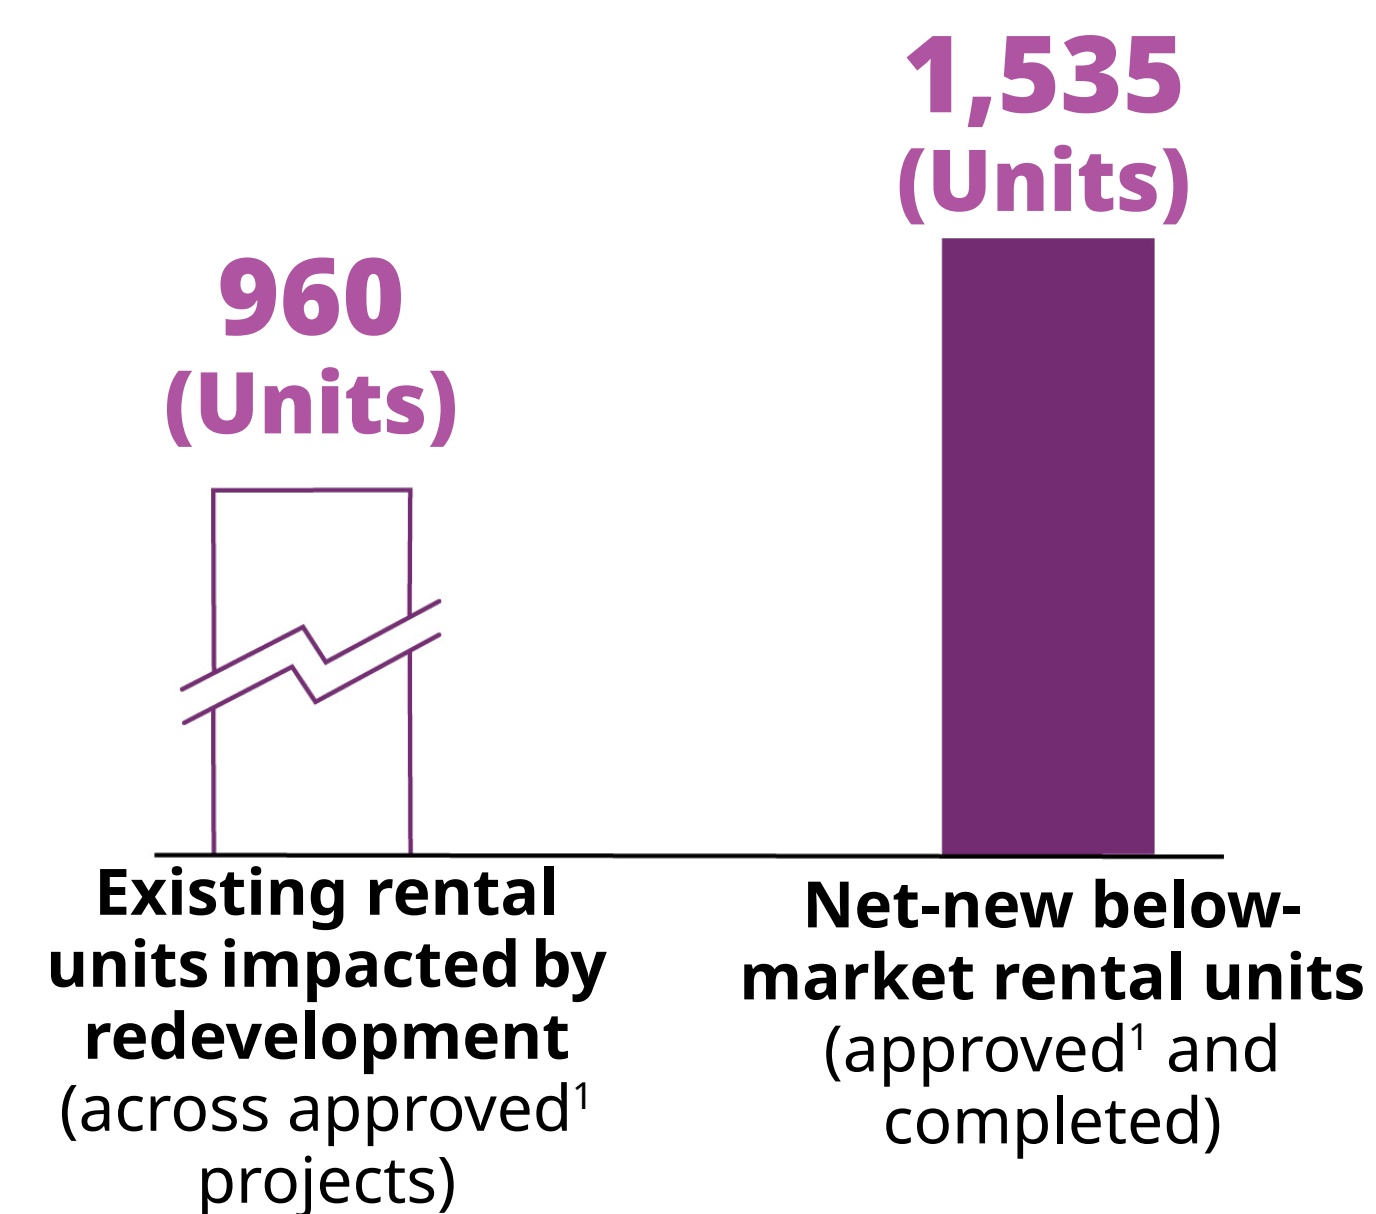 960
(Units)
1,535
(Units)
Existing rental
units impacted by
redevelopment
(across approved¹
projects)
Net-new below-
market rental units
(approved¹ and
completed)